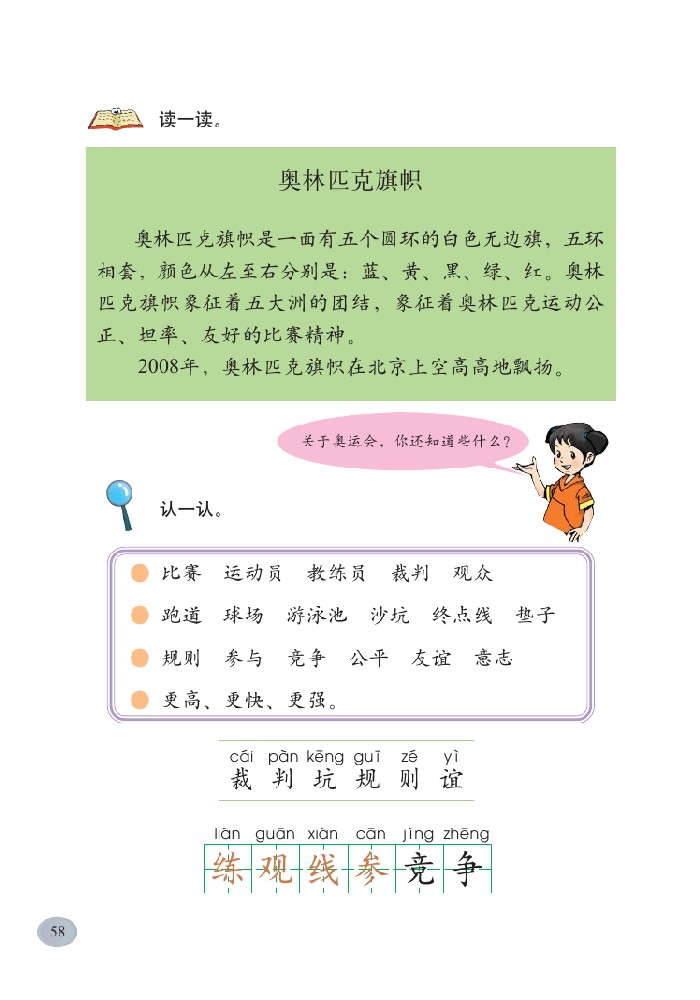 读一读。
奥林匹克旗帜
奥林匹克旗帜是一面有五个圆环的白色无边旗，五环
相套，颜色从左至右分别是：蓝、黄、黑、绿、红。奥林
匹克旗帜象征着五大洲的团结，象征着奥林匹克运动公
正、坦率、友好的比赛精神。
2008年，奥林匹克旗帜在北京上空高高地飘扬。
关于奥运会，你还知道些什么？
认一认。
比赛 运动员 教练员 裁判 观众
跑道 球场 游泳池 沙坑 终点线 垫子
规则 参与 竞争 公平 友谊 意志
更高、更快、更强。
cái pàn kēng guī zé yì
裁 判 坑 规 则 谊
liàn guān xiàn cān jìng zhēng
练 观 线 参 竞 争
58